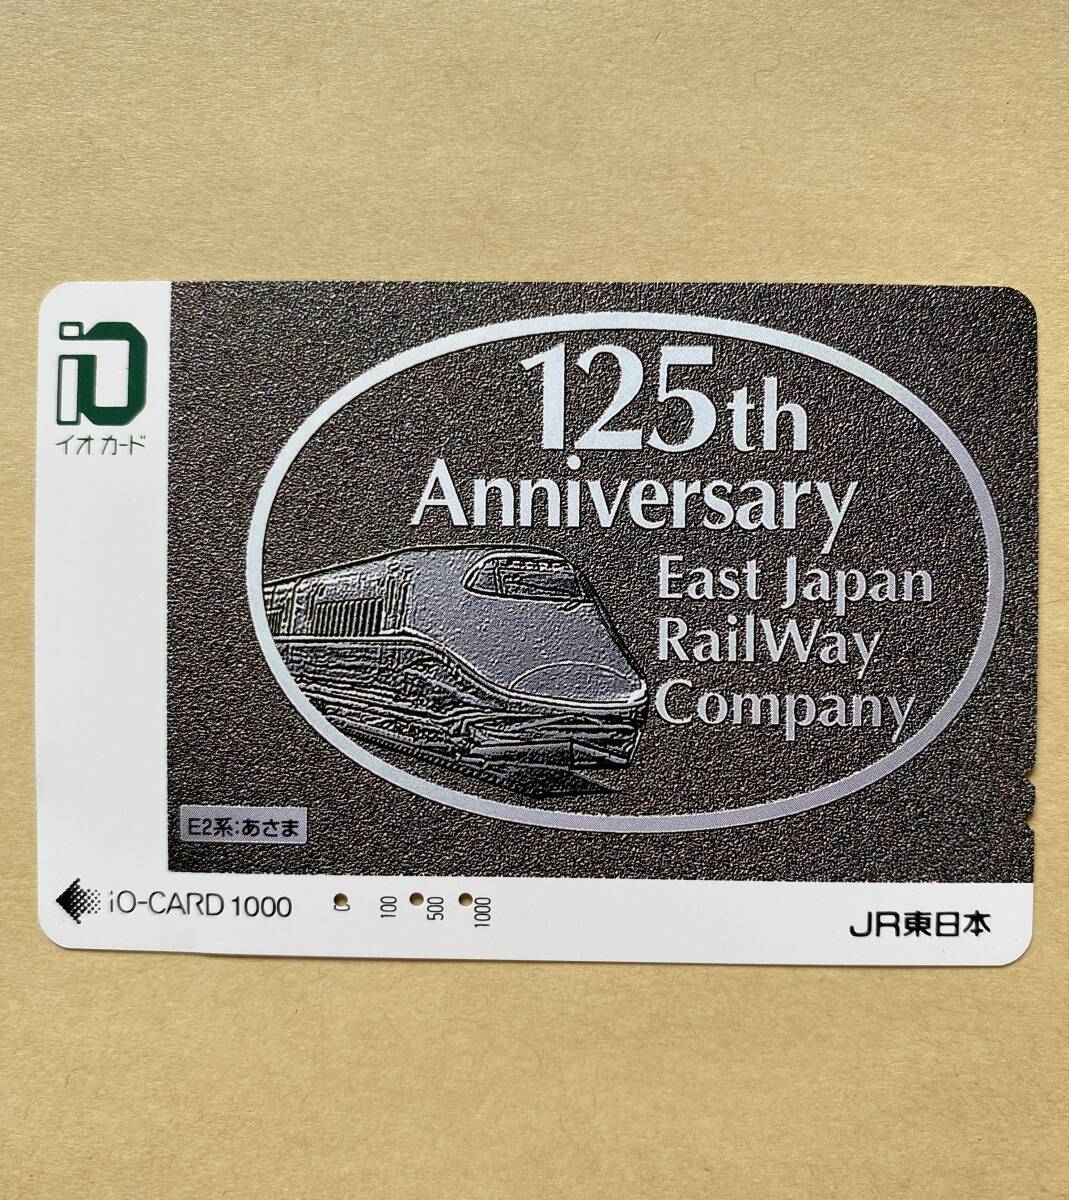 iO
イオカード
125th
Anniversary
East Japan
RailWay
Company
E2系:あさま
iO-CARD 1000
0 100 500 1000
JR東日本